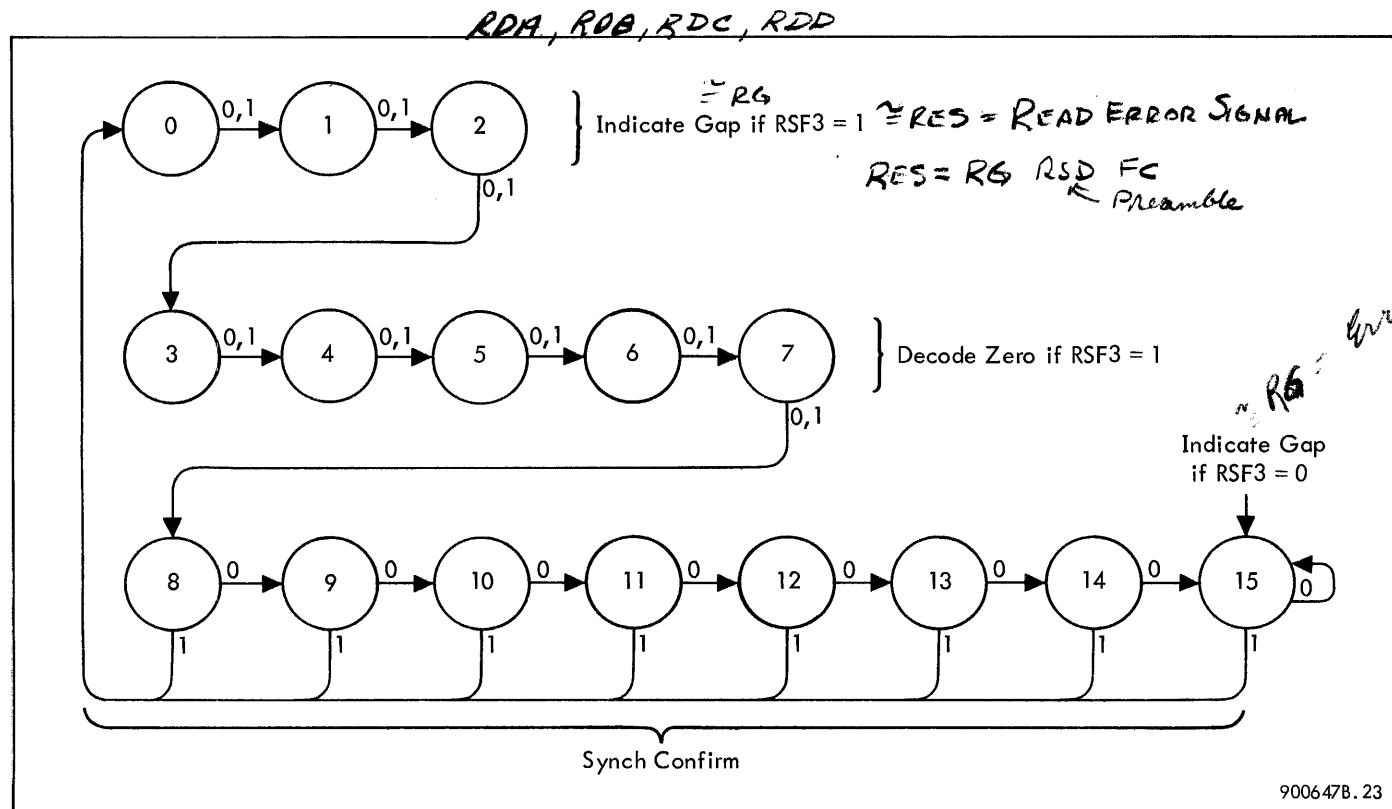 RDA, RDB, RDC, RDD
≅ RG
0 0,1 1 0,1 2 Indicate Gap if RSF3 = 1 ≅RES = READ ERROR SIGNAL
RES = RG RSD FC
Preamble
0,1
3 0,1 4 0,1 5 0,1 6 0,1 7 Decode Zero if RSF3 = 1
0,1
RG
Indicate Gap
if RSF3 = 0
8 0 9 0 10 0 11 0 12 0 13 0 14 0 15 0
1 1 1 1 1 1 1 1
Synch Confirm
900647B.23